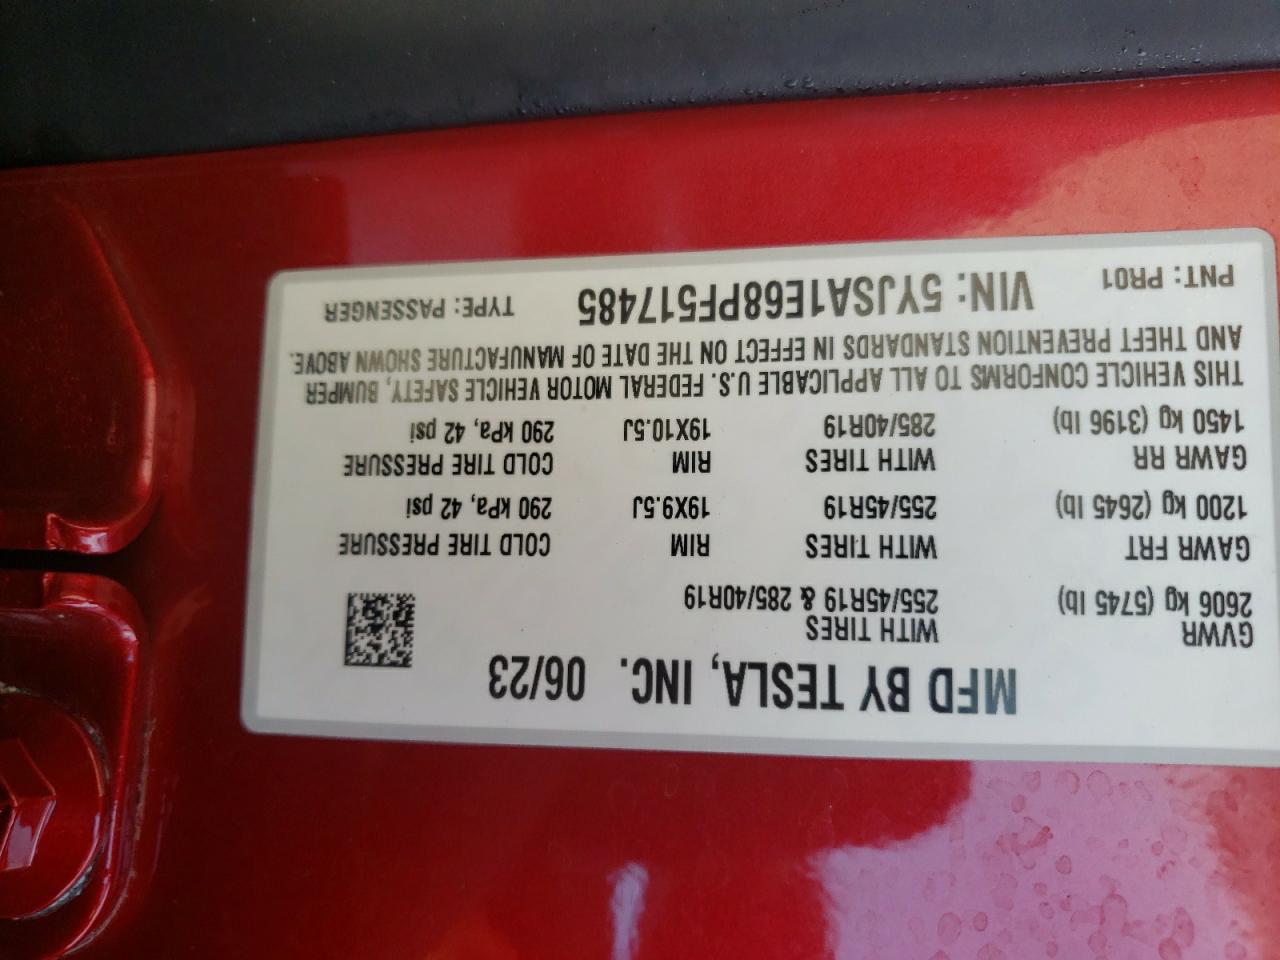 MFD BY TESLA, INC. 06/23
GVWR WITH TIRES
2606 kg (5745 lb) 255/45R19 & 285/40R19
GAWR FRT WITH TIRES RIM COLD TIRE PRESSURE
1200 kg (2645 lb) 255/45R19 19X9.5J 290 kPa, 42 psi
GAWR RR WITH TIRES RIM COLD TIRE PRESSURE
1450 kg (3196 lb) 285/40R19 19X10.5J 290 kPa, 42 psi
THIS VEHICLE CONFORMS TO ALL APPLICABLE U.S. FEDERAL MOTOR VEHICLE SAFETY, BUMPER
AND THEFT PREVENTION STANDARDS IN EFFECT ON THE DATE OF MANUFACTURE SHOWN ABOVE.
PNT: PR01 VIN: 5YJSA1E68PF517485 TYPE: PASSENGER